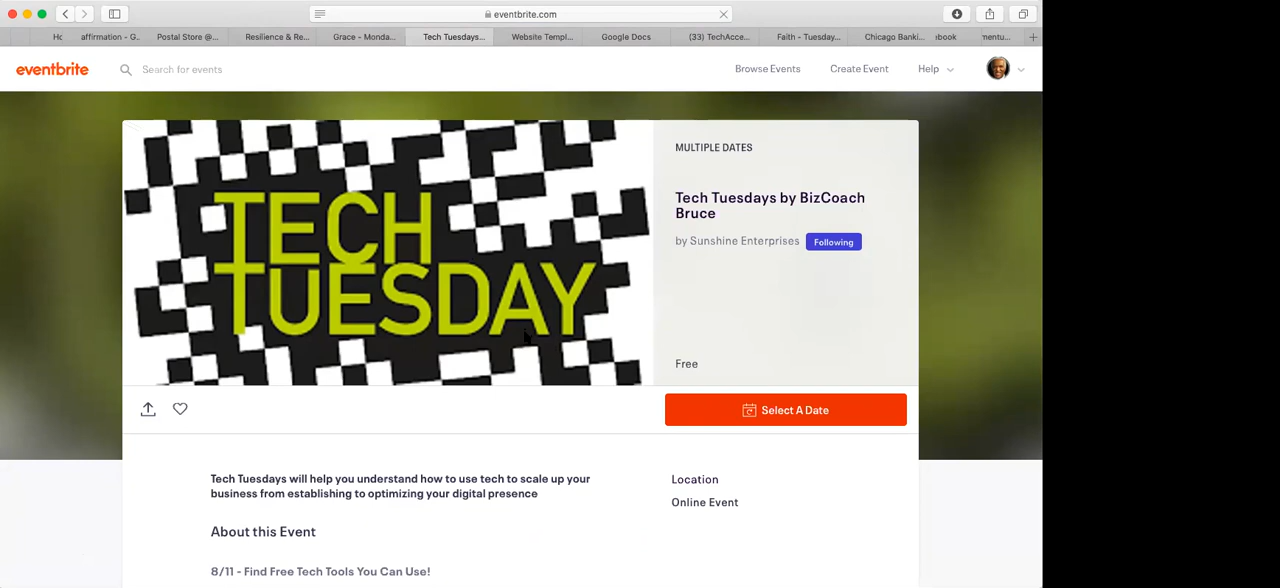 eventbrite.com
Ho
affirmation - G..
Postal Store @...
Resilience & Re...
Grace - Monda...
Tech Tuesdays...
Website Templ...
Google Docs
(33) TechAcce...
Faith - Tuesday...
Chicago Banki...
book
mentu...
eventbrite
Search for events
Browse Events
Create Event
Help
TECH
TUESDAY
MULTIPLE DATES
Tech Tuesdays by BizCoach
Bruce
by Sunshine Enterprises Following
Free
Select A Date
Tech Tuesdays will help you understand how to use tech to scale up your
business from establishing to optimizing your digital presence
Location
Online Event
About this Event
8/11 - Find Free Tech Tools You Can Use!